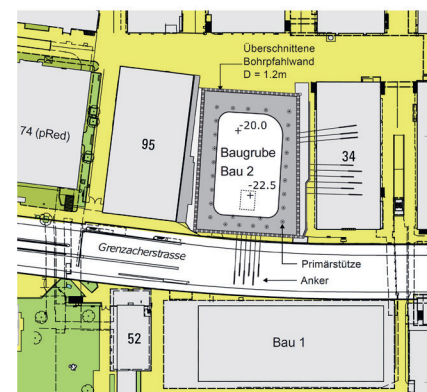 Überschnittene
Bohrpfahlwand
D = 1.2m
74 (pRed)
95
-20.0
Baugrube
Bau 2
-22.5
34
Grenzacherstrasse
Primärstütze
Anker
52
Bau 1